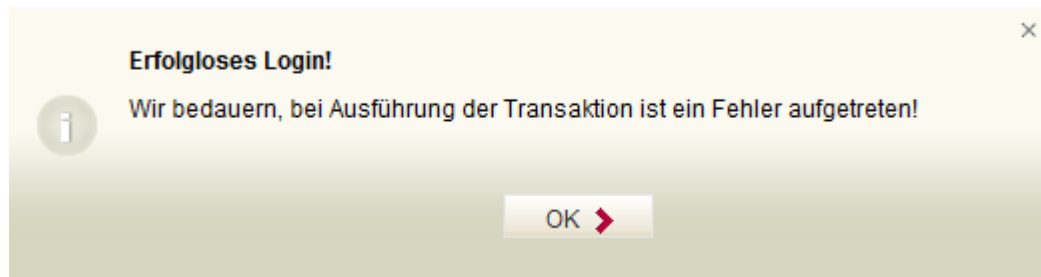 Erfolgloses Login!
Wir bedauern, bei Ausführung der Transaktion ist ein Fehler aufgetreten!
OK